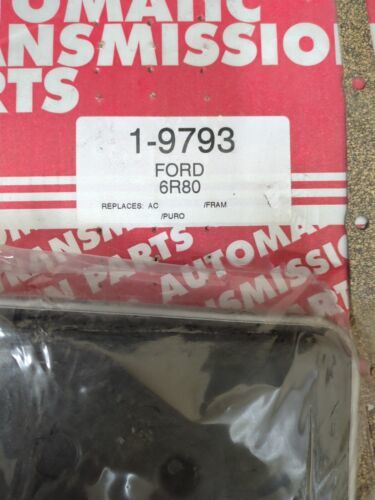 AUTOMATIC
TRANSMISSION
PARTS
1-9793
FORD
6R80
REPLACES: AC /FRAM
/PURO
TRANSMISSION
PARTS
AUTOMATIC
TRANSMISSION
PARTS